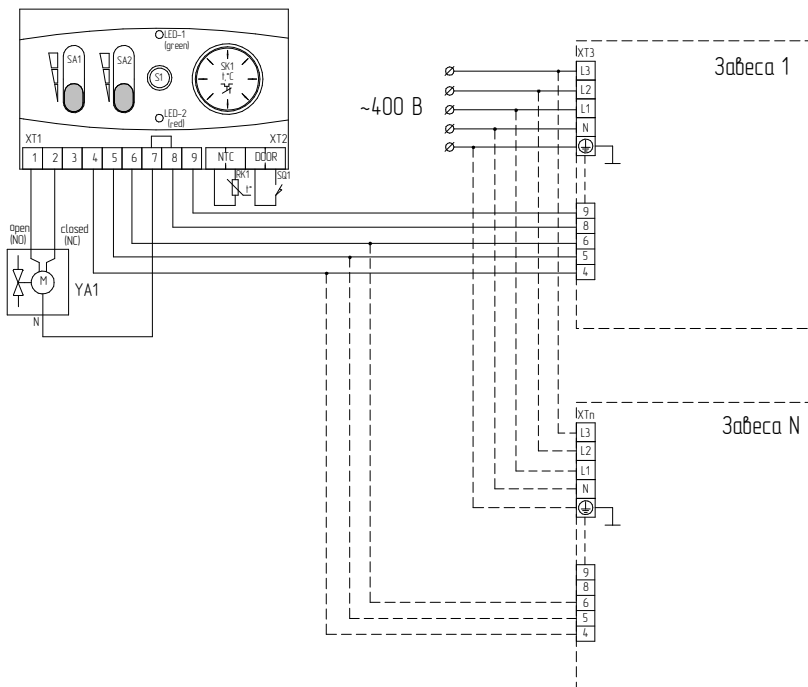 LED-1
(green)
SA1
SA2
S1
SK1
t,°C
LED-2
(red)
XT1
XT2
1 2 3 4 5 6 7 8 9 NTC DOOR
RK1
t°
SQ1
open
(NO)
closed
(NC)
M
YA1
N
~400 В
XT3
Завеса 1
L3
L2
L1
N
9
8
6
5
4
XTn
Завеса N
L3
L2
L1
N
9
8
6
5
4